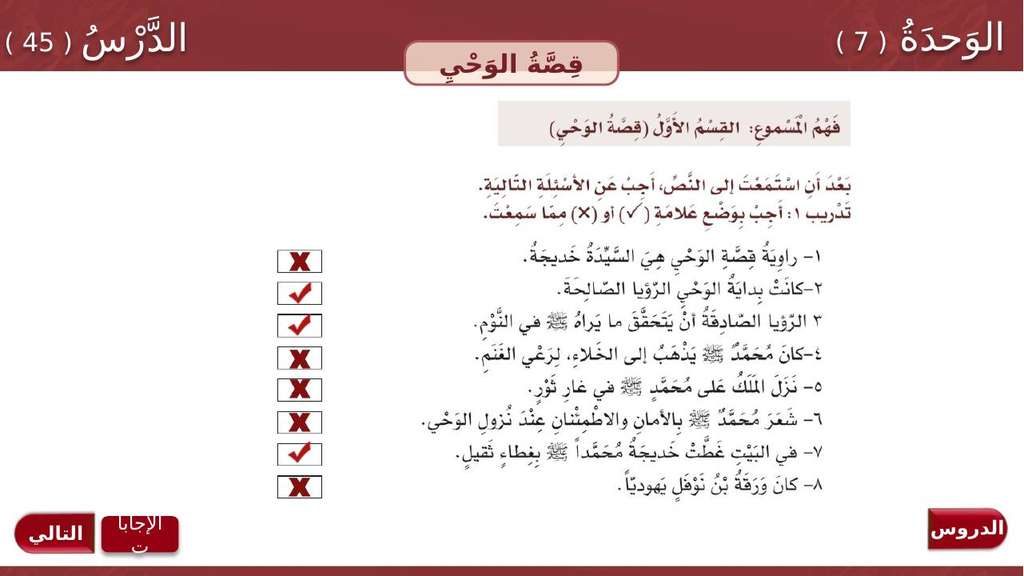 الوَحدَةُ ( 7 )
الدَّرْسُ ( 45 )
قِصَّةُ الوَحْيِ
فَهْمُ الْمَسْموعِ: القِسْمُ الأَوَّلُ (قِصَّةُ الوَحْيِ)
بَعْدَ أَنِ اسْتَمَعْتَ إلى النَّصِّ، أَجِبْ عَنِ الأَسْئِلَةِ التَّالِيَةِ.
تَدْريب ١: أَجِبْ بِوَضْعِ عَلامَةِ (✓) أو (✗) مِمَّا سَمِعْتَ.
١- راوِيَةُ قِصَّةِ الوَحْيِ هِيَ السَّيِّدَةُ خَديجَةُ. ✗
٢-كانَتْ بِدايَةُ الوَحْيِ الرّؤيا الصّالِحَةَ. ✓
٣ الرّؤيا الصّادِقَةُ أنْ يَتَحَقَّقَ ما يَراهُ ﷺ في النَّوْمِ. ✓
٤-كانَ مُحَمَّدٌ ﷺ يَذْهَبُ إلى الخَلاءِ، لِرَعْيِ الغَنَمِ. ✗
٥- نَزَلَ المَلَكُ عَلى مُحَمَّدٍ ﷺ في غارِ ثَوْرٍ. ✗
٦- شَعَرَ مُحَمَّدٌ ﷺ بِالأمانِ والاطْمِئْنانِ عِنْدَ نُزولِ الوَحْيِ. ✗
٧- في البَيْتِ غَطَّتْ خَديجَةُ مُحَمَّداً ﷺ بِغِطاءٍ ثَقيلٍ. ✓
٨- كانَ وَرَقَةُ بْنُ نَوْفَلٍ يَهوديّاً. ✗
الدروس
الإجابا
ت
التالي